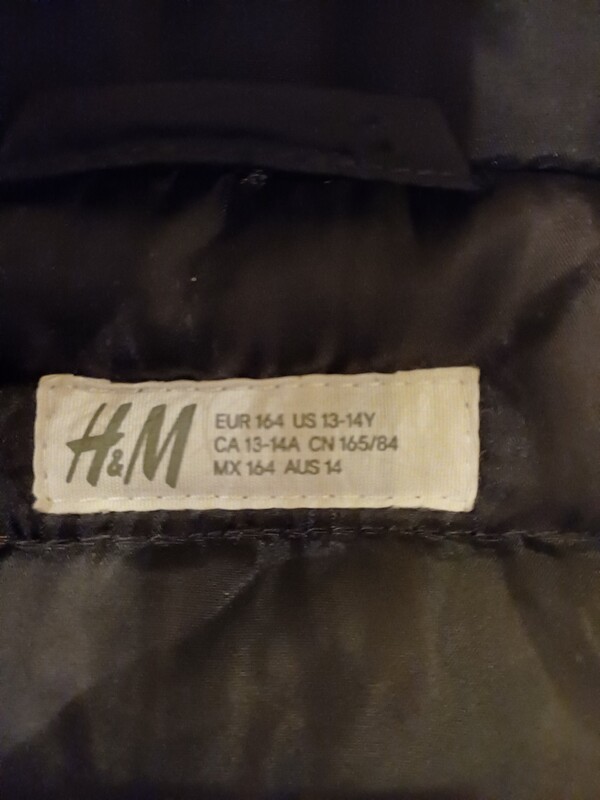 H&M
EUR 164 US 13-14Y
CA 13-14A CN 165/84
MX 164 AUS 14